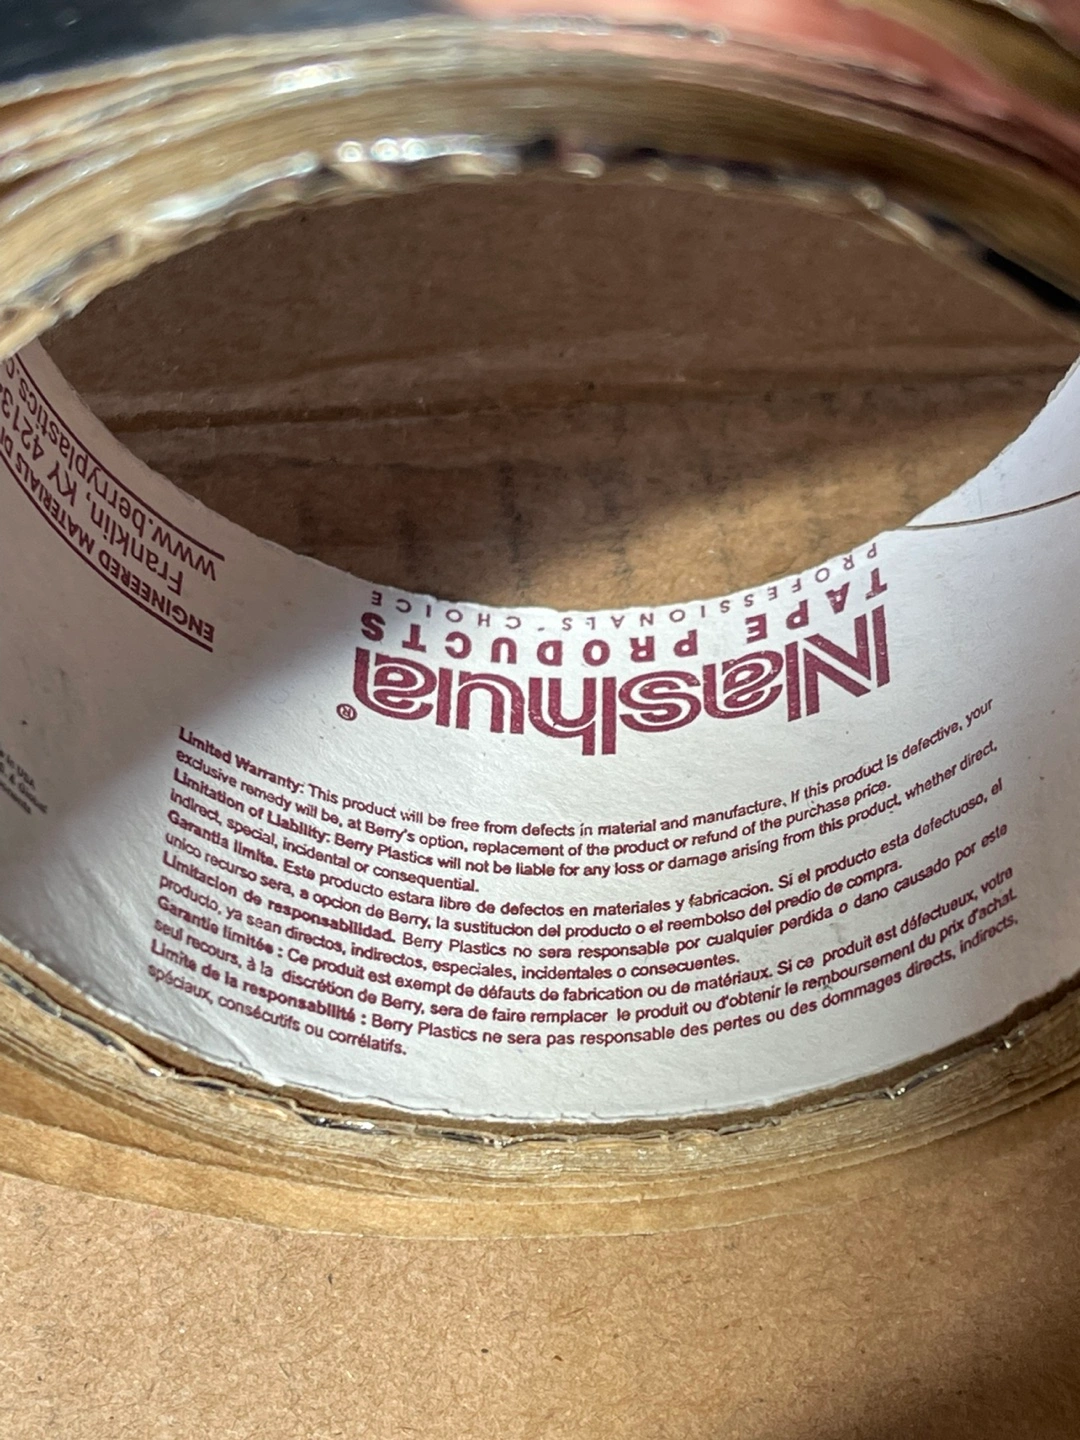 Nashua®
TAPE PRODUCTS
PROFESSIONALS' CHOICE
ENGINEERED MATERIALS
Franklin, KY 4213
www.berryplastics.c
Limited Warranty: This product will be free from defects in material and manufacture. If this product is defective, your
exclusive remedy will be, at Berry's option, replacement of the product or refund of the purchase price.
Limitation of Liability: Berry Plastics will not be liable for any loss or damage arising from this product, whether direct,
indirect, special, incidental or consequential.
Garantia limite. Este producto estara libre de defectos en materiales y fabricacion. Si el producto esta defectuoso, el
unico recurso sera, a opcion de Berry, la sustitucion del producto o el reembolso del predio de compra.
Limitacion de responsabilidad. Berry Plastics no sera responsable por cualquier perdida o dano causado por este
producto, ya sean directos, indirectos, especiales, incidentales o consecuentes.
Garantie limitée : Ce produit est exempt de défauts de fabrication ou de matériaux. Si ce produit est défectueux, votre
seul recours, à la discrétion de Berry, sera de faire remplacer le produit ou d'obtenir le remboursement du prix d'achat.
Limite de la responsabilité : Berry Plastics ne sera pas responsable des pertes ou des dommages directs, indirects,
spéciaux, consécutifs ou corrélatifs.